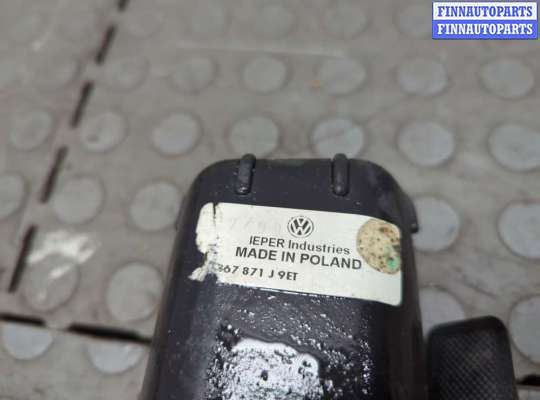 FINNAUTOPARTS
FINNAUTOPARTS
IEPER Industries
MADE IN POLAND
867 871 J 9ET